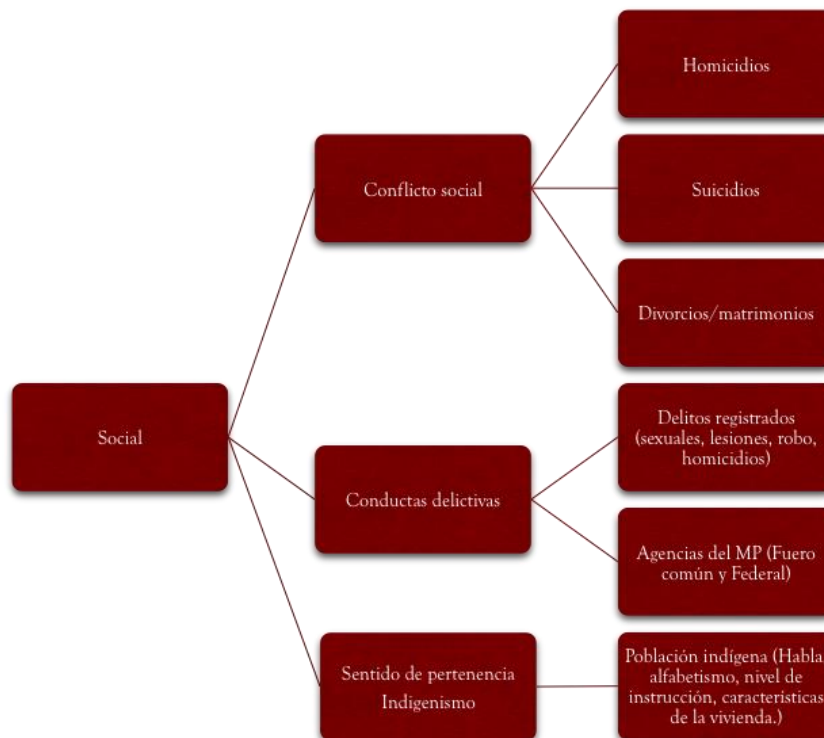 Homicidios
Conflicto social
Suicidios
Divorcios/matrimonios
Social
Delitos registrados
(sexuales, lesiones, robo,
homicidios)
Conductas delictivas
Agencias del MP (Fuero
común y Federal)
Sentido de pertenencia
Indigenismo
Población indígena (Habla,
alfabetismo, nivel de
instrucción, características
de la vivienda.)